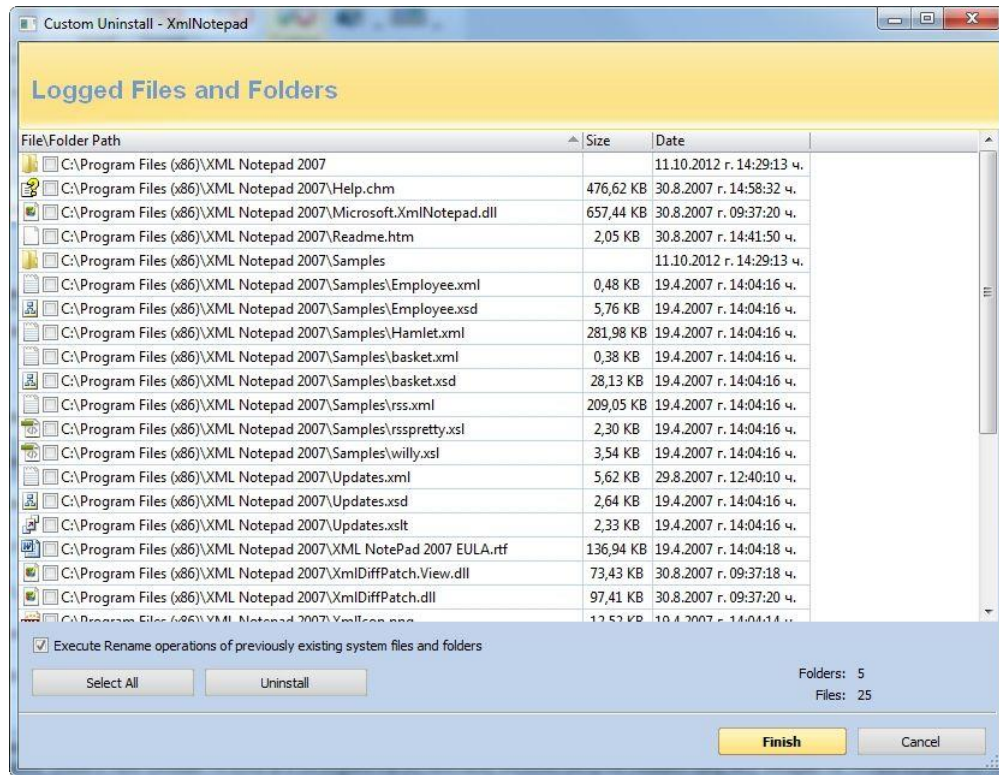 Custom Uninstall - XmlNotepad
Logged Files and Folders
File\Folder Path Size Date
C:\Program Files (x86)\XML Notepad 2007 11.10.2012 г. 14:29:13 ч.
C:\Program Files (x86)\XML Notepad 2007\Help.chm 476,62 KB 30.8.2007 г. 14:58:32 ч.
C:\Program Files (x86)\XML Notepad 2007\Microsoft.XmlNotepad.dll 657,44 KB 30.8.2007 г. 09:37:20 ч.
C:\Program Files (x86)\XML Notepad 2007\Readme.htm 2,05 KB 30.8.2007 г. 14:41:50 ч.
C:\Program Files (x86)\XML Notepad 2007\Samples 11.10.2012 г. 14:29:13 ч.
C:\Program Files (x86)\XML Notepad 2007\Samples\Employee.xml 0,48 KB 19.4.2007 г. 14:04:16 ч.
C:\Program Files (x86)\XML Notepad 2007\Samples\Employee.xsd 5,76 KB 19.4.2007 г. 14:04:16 ч.
C:\Program Files (x86)\XML Notepad 2007\Samples\Hamlet.xml 281,98 KB 19.4.2007 г. 14:04:16 ч.
C:\Program Files (x86)\XML Notepad 2007\Samples\basket.xml 0,38 KB 19.4.2007 г. 14:04:16 ч.
C:\Program Files (x86)\XML Notepad 2007\Samples\basket.xsd 28,13 KB 19.4.2007 г. 14:04:16 ч.
C:\Program Files (x86)\XML Notepad 2007\Samples\rss.xml 209,05 KB 19.4.2007 г. 14:04:16 ч.
C:\Program Files (x86)\XML Notepad 2007\Samples\rsspretty.xsl 2,30 KB 19.4.2007 г. 14:04:16 ч.
C:\Program Files (x86)\XML Notepad 2007\Samples\willy.xsl 3,54 KB 19.4.2007 г. 14:04:16 ч.
C:\Program Files (x86)\XML Notepad 2007\Updates.xml 5,62 KB 29.8.2007 г. 12:40:10 ч.
C:\Program Files (x86)\XML Notepad 2007\Updates.xsd 2,64 KB 19.4.2007 г. 14:04:16 ч.
C:\Program Files (x86)\XML Notepad 2007\Updates.xslt 2,33 KB 19.4.2007 г. 14:04:16 ч.
C:\Program Files (x86)\XML Notepad 2007\XML NotePad 2007 EULA.rtf 136,94 KB 19.4.2007 г. 14:04:18 ч.
C:\Program Files (x86)\XML Notepad 2007\XmlDiffPatch.View.dll 73,43 KB 30.8.2007 г. 09:37:18 ч.
C:\Program Files (x86)\XML Notepad 2007\XmlDiffPatch.dll 97,41 KB 30.8.2007 г. 09:37:20 ч.
C:\Program Files (x86)\XML Notepad 2007\XmlIcon.png 12,52 KB 19.4.2007 г. 14:04:14 ч.
Execute Rename operations of previously existing system files and folders
Select All Uninstall
Folders: 5
Files: 25
Finish Cancel